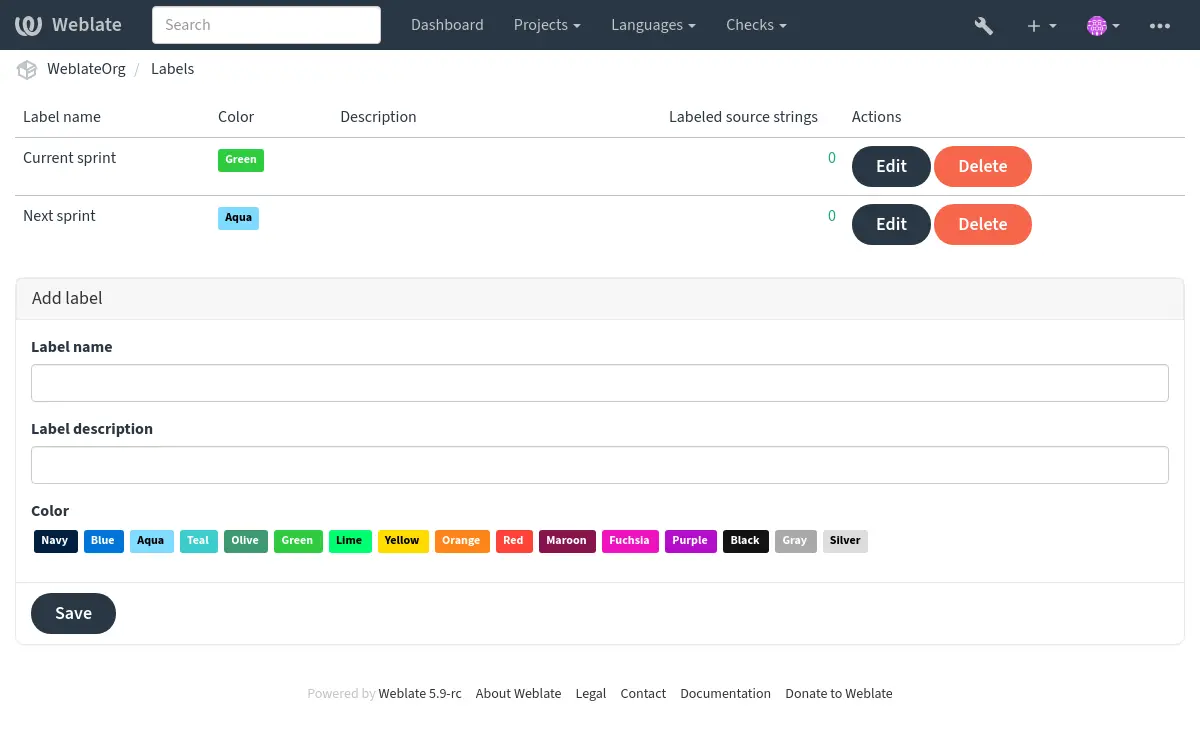 Weblate Search Dashboard Projects Languages Checks
WeblateOrg / Labels
Label name Color Description Labeled source strings Actions
Current sprint Green 0 Edit Delete
Next sprint Aqua 0 Edit Delete
Add label
Label name
Label description
Color
Navy Blue Aqua Teal Olive Green Lime Yellow Orange Red Maroon Fuchsia Purple Black Gray Silver
Save
Powered by Weblate 5.9-rc About Weblate Legal Contact Documentation Donate to Weblate